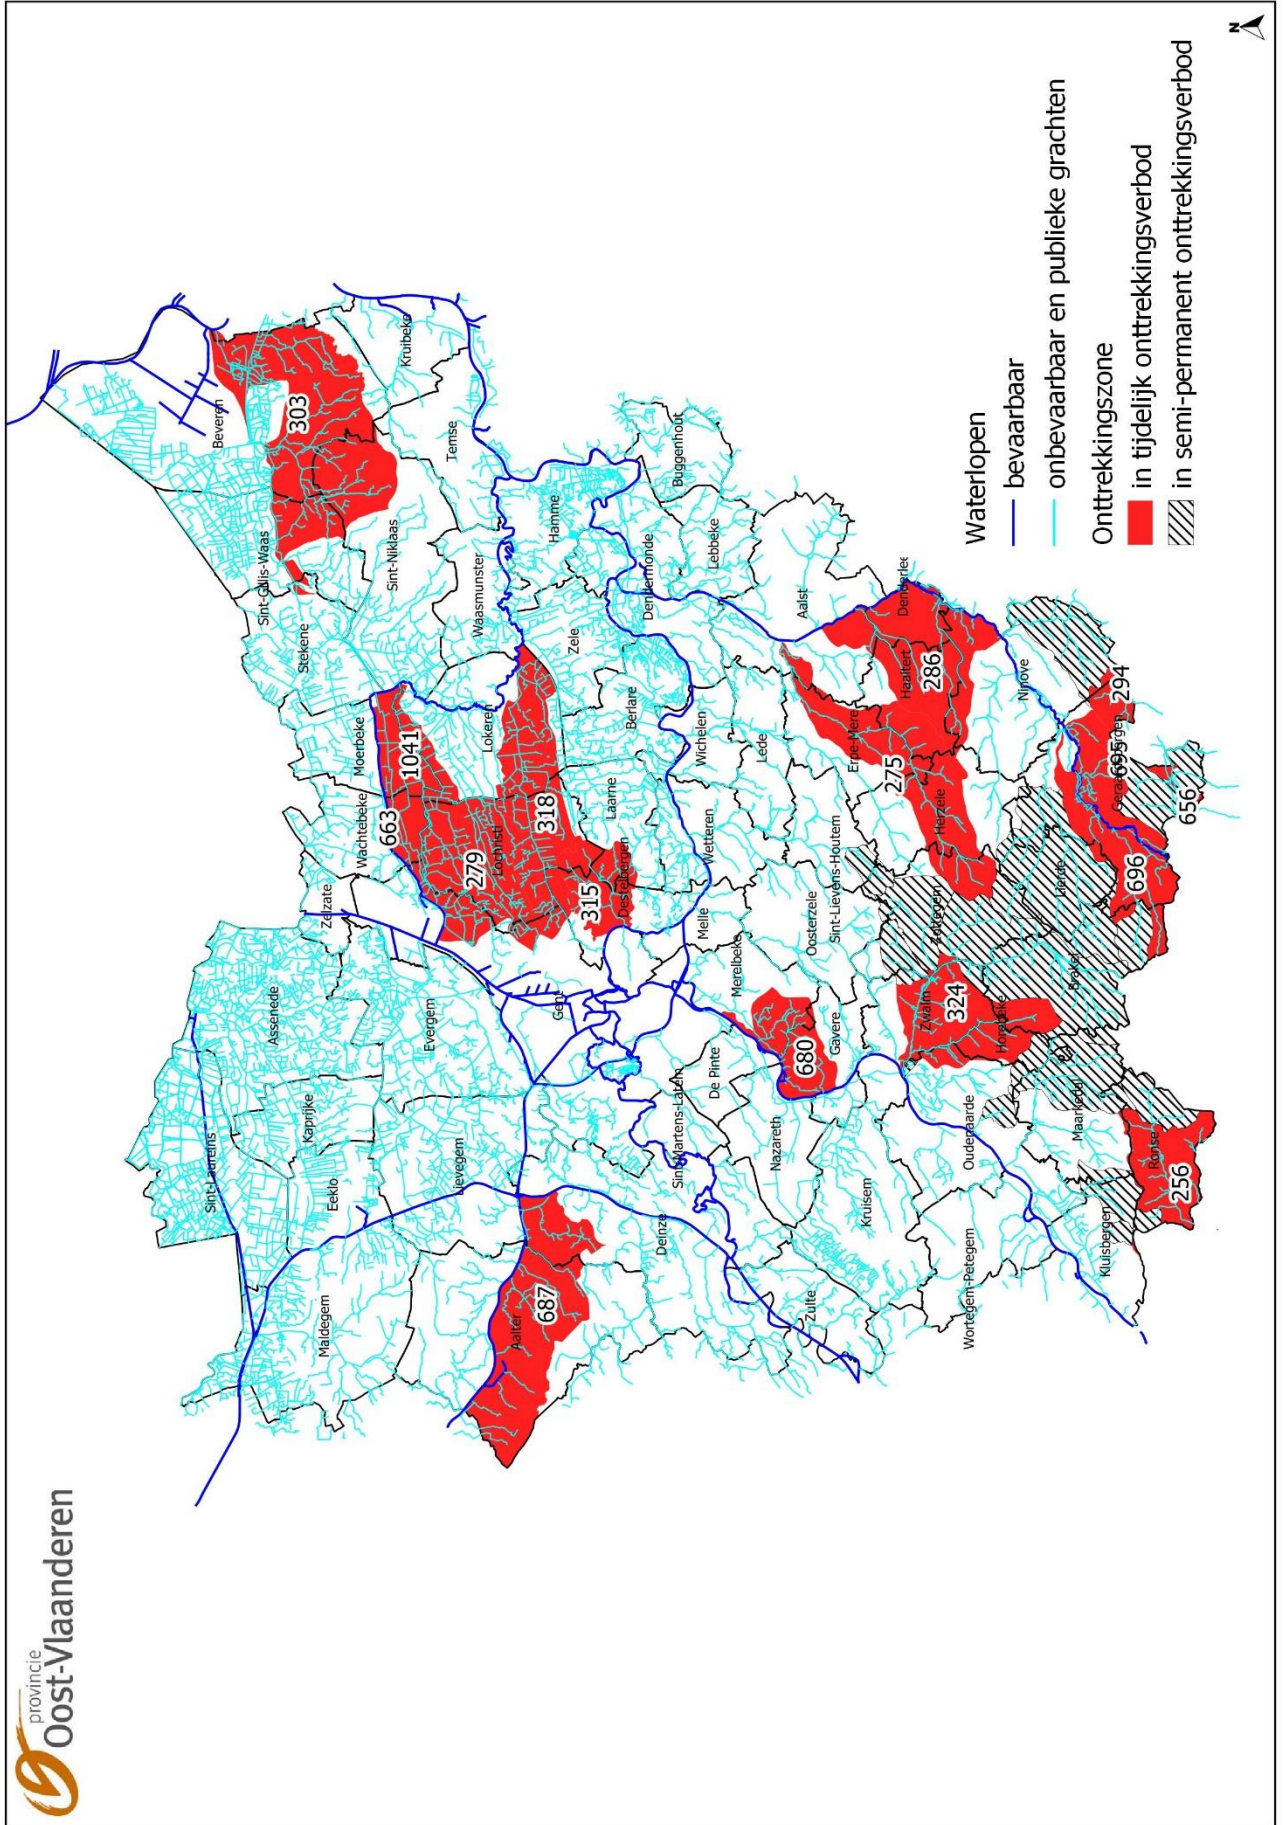 provincie
Oost-Vlaanderen
N
Sint-Laureins
Assenede
Kaprijke
Eeklo
Maldegem
Zelzate
Wachtebeke
Moerbeke
Stekene
Sint-Gillis-Waas
Beveren
303
Kruibeke
Temse
Sint-Niklaas
Waasmunster
Evergem
Lievegem
663
1041
279
Lochristi
Lokeren
318
315
Destelbergen
Laarne
Berlare
Zele
Hamme
Dendermonde
Buggenhout
Lebbeke
Aalst
Aalter
687
Gent
Deinze
Sint-Martens-Latem
De Pinte
Melle
Wetteren
Wichelen
Lede
Merelbeke
Nazareth
680
Gavere
Oosterzele
Sint-Lievens-Houtem
Zulte
Kruisem
275
Erpe-Mere
Haaltert
286
Denderleeuw
Herzele
Zottegem
Zwalm
324
Horebeke
Oudenaarde
Wortegem-Petegem
Ninove
Lierde
Brakel
Maarkedal
Kluisbergen
Ronse
256
Geraardsbergen
294
695
696
656
Waterlopen
bevaarbaar
onbevaarbaar en publieke grachten
Onttrekkingszone
in tijdelijk onttrekkingsverbod
in semi-permanent onttrekkingsverbod